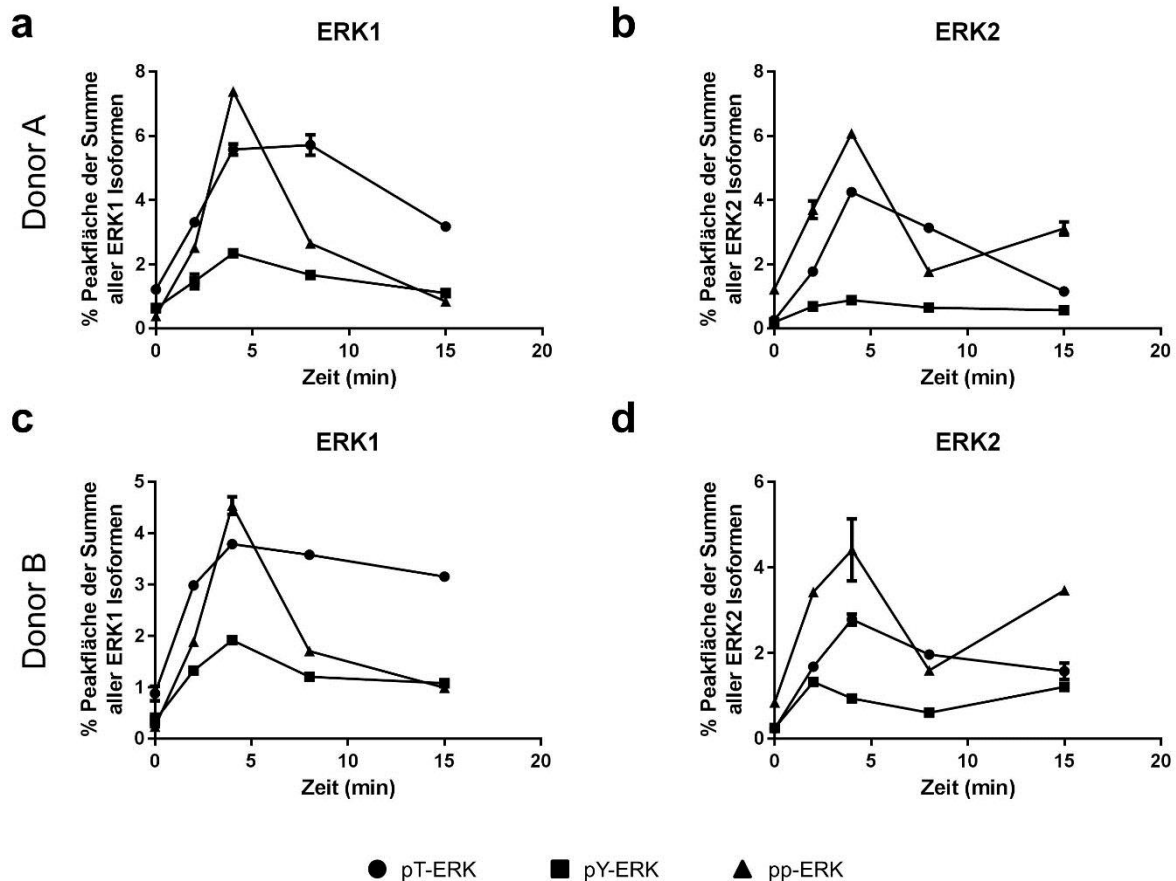 a
ERK1
Donor A
% Peakfläche der Summe
aller ERK1 Isoformen
8
6
4
2
0
0 5 10 15 20
Zeit (min)
b
ERK2
% Peakfläche der Summe
aller ERK2 Isoformen
8
6
4
2
0
0 5 10 15 20
Zeit (min)
c
ERK1
Donor B
% Peakfläche der Summe
aller ERK1 Isoformen
5
4
3
2
1
0
0 5 10 15 20
Zeit (min)
d
ERK2
% Peakfläche der Summe
aller ERK2 Isoformen
6
4
2
0
0 5 10 15 20
Zeit (min)
pT-ERK pY-ERK pp-ERK